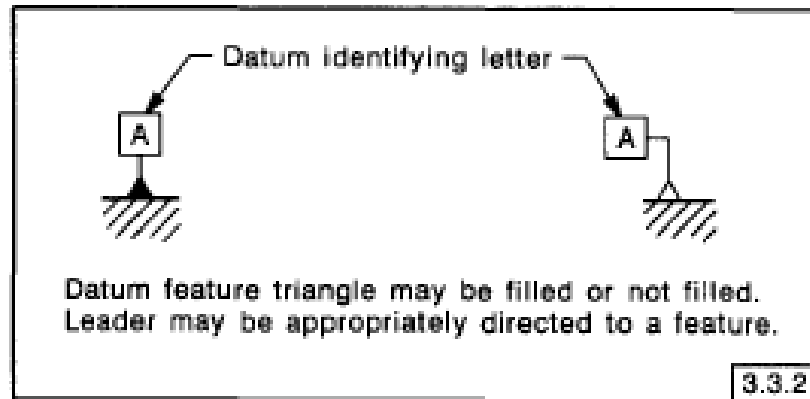 Datum identifying letter
A
A
Datum feature triangle may be filled or not filled.
Leader may be appropriately directed to a feature.
3.3.2